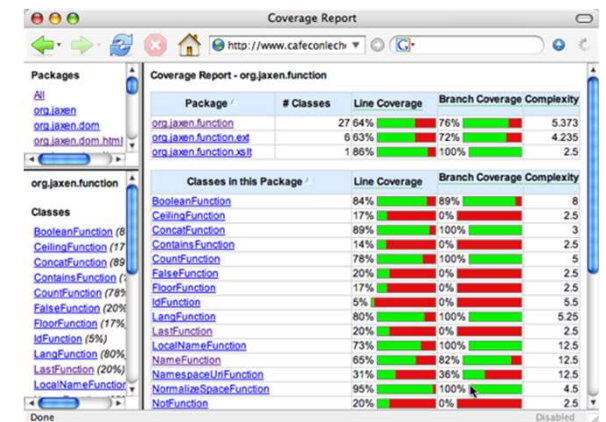 Coverage Report
http://www.cafeconlech
G
Packages
All
org.jaxen
org.jaxen.dom
org.jaxen.dom.html
org.jaxen.function
Classes
BooleanFunction (8
CeilingFunction (17
ConcatFunction (89
ContainsFunction (
CountFunction (78%
FalseFunction (20%
FloorFunction (17%,
IdFunction (5%)
LangFunction (80%,
LastFunction (20%)
LocalNameFunction
Coverage Report - org.jaxen.function
Package # Classes Line Coverage Branch Coverage Complexity
org.jaxen.function 27 64% 76% 5.373
org.jaxen.function.ext 6 63% 72% 4.235
org.jaxen.function.xslt 1 86% 100% 2.5
Classes in this Package Line Coverage Branch Coverage Complexity
BooleanFunction 84% 89% 8
CeilingFunction 17% 0% 2.5
ConcatFunction 89% 100% 3
ContainsFunction 14% 0% 2.5
CountFunction 78% 100% 5
FalseFunction 20% 0% 2.5
FloorFunction 17% 0% 2.5
IdFunction 5% 0% 5.5
LangFunction 80% 100% 5.25
LastFunction 20% 0% 2.5
LocalNameFunction 73% 100% 12.5
NameFunction 65% 82% 12.5
NamespaceUriFunction 31% 36% 12.5
NormalizeSpaceFunction 95% 100% 4.5
NotFunction 20% 0% 2.5
Done
Disabled